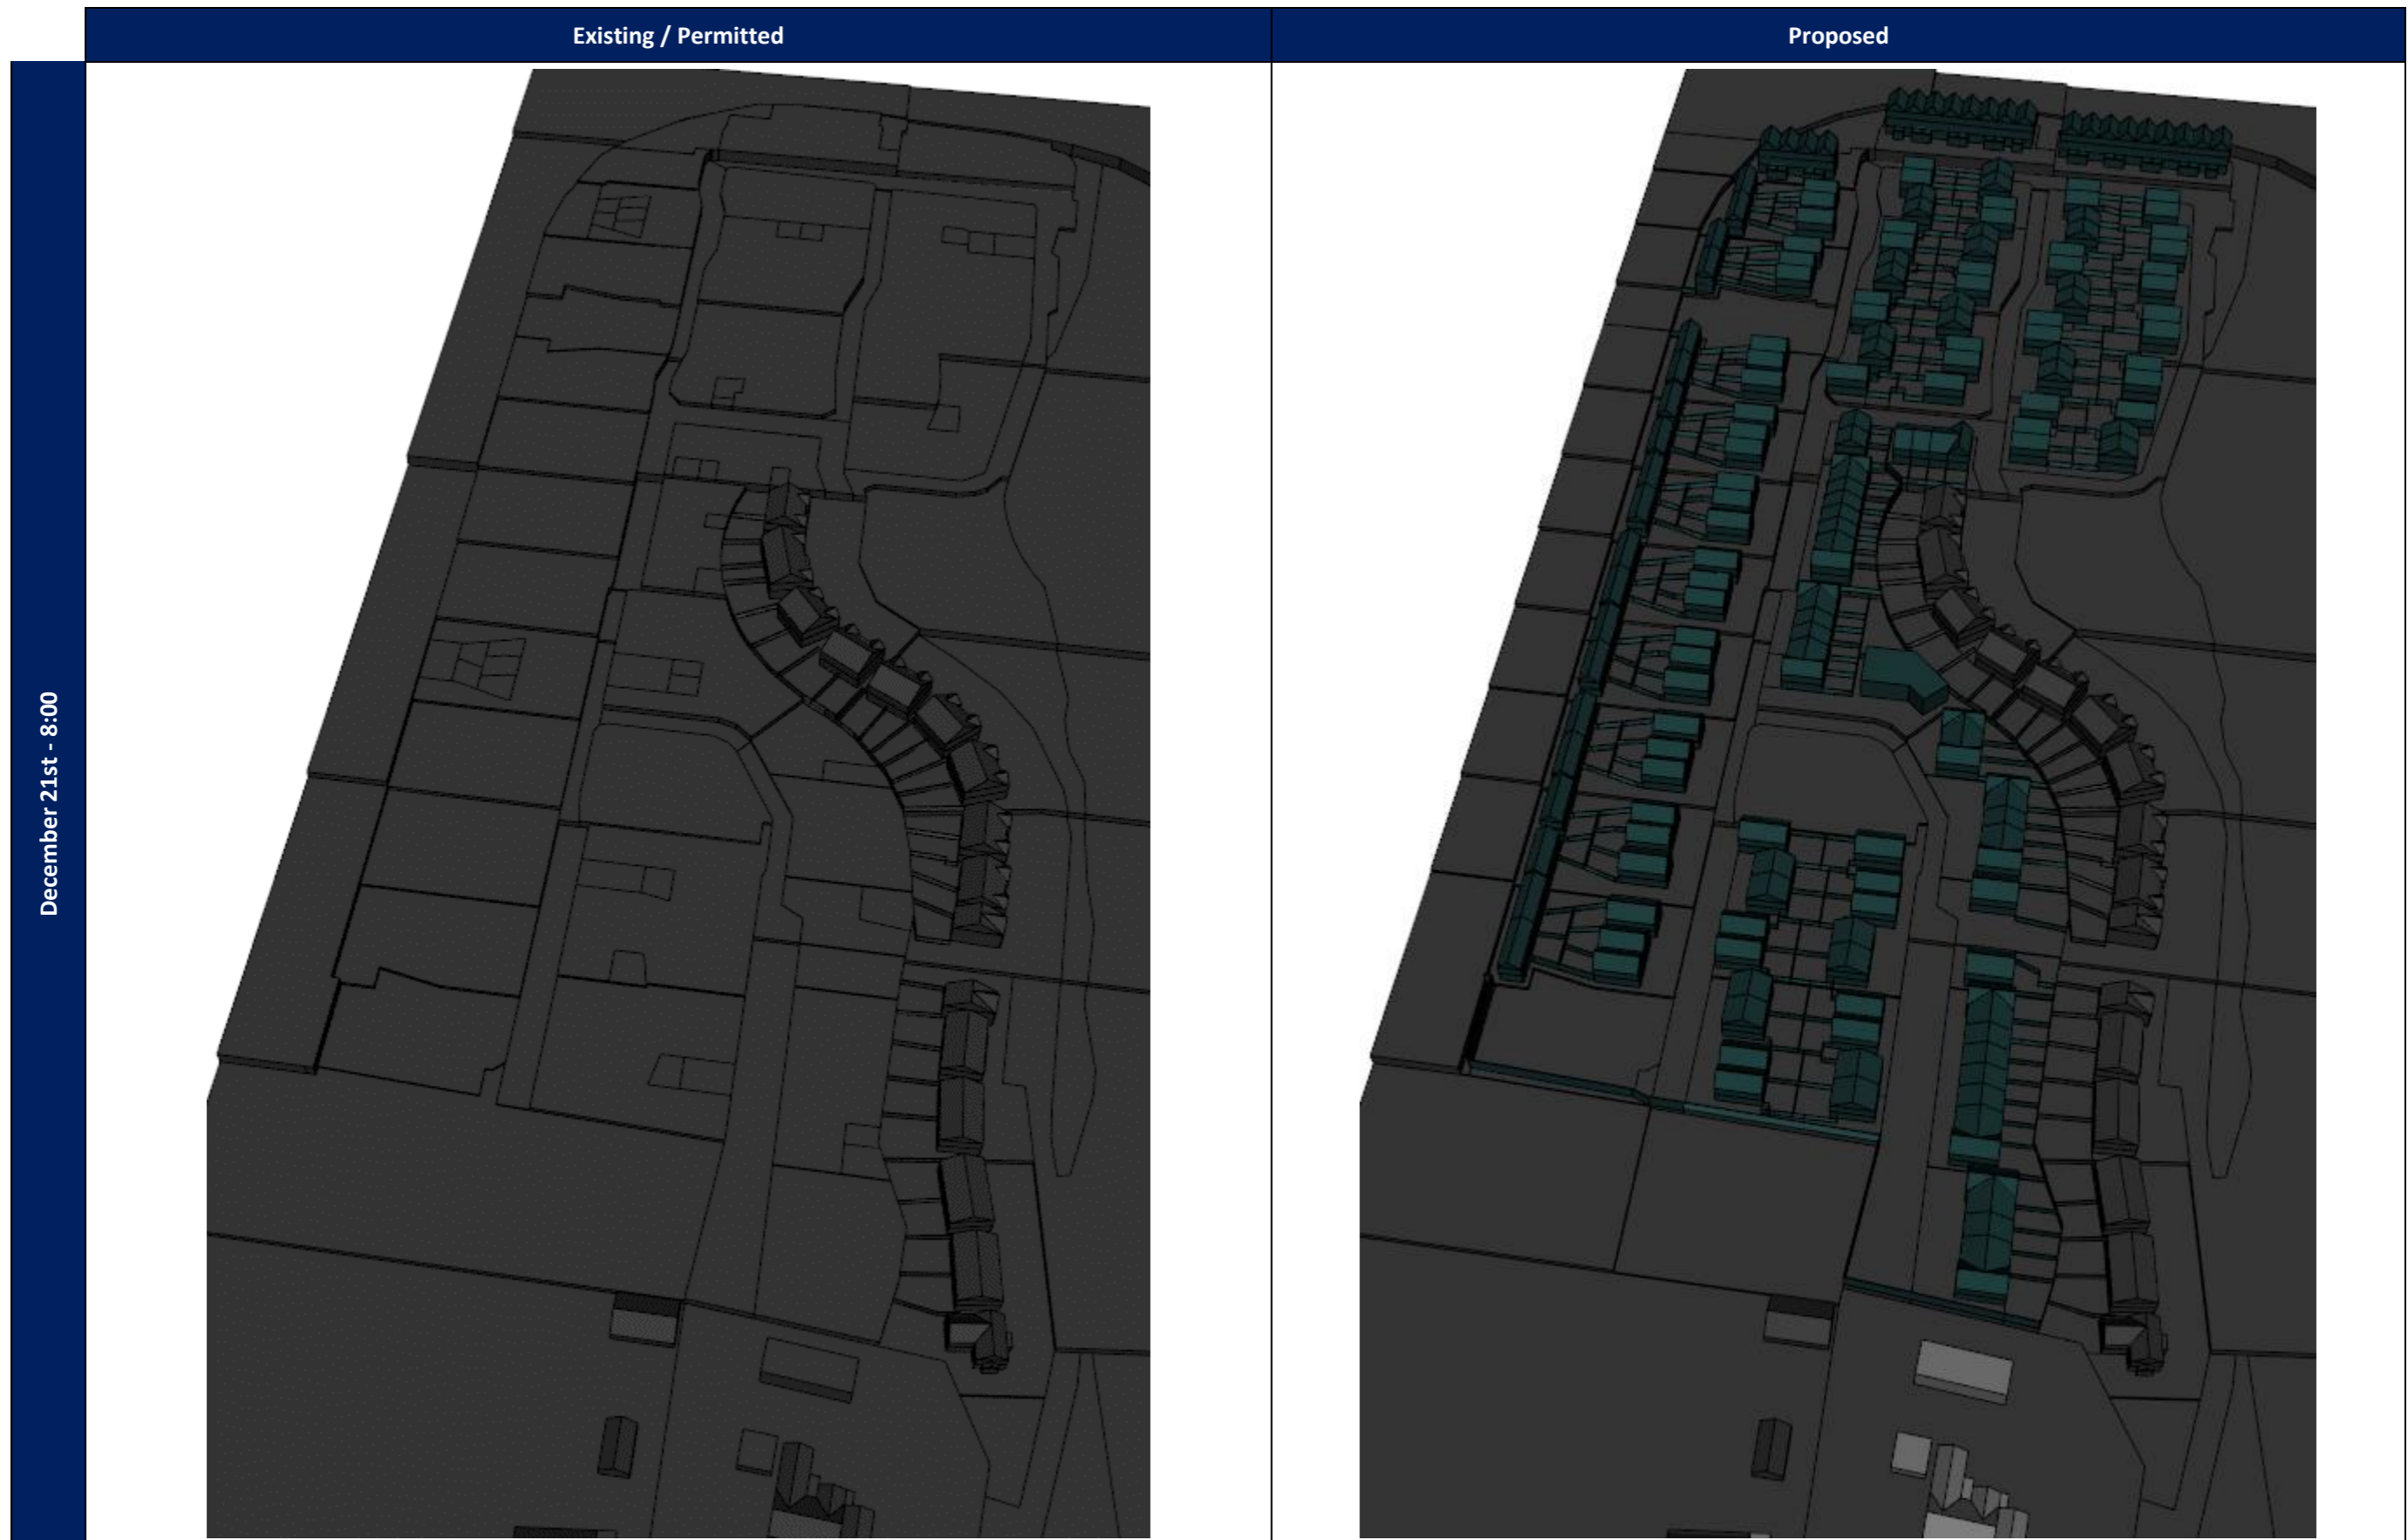 Existing / Permitted
Proposed
December 21st - 8:00